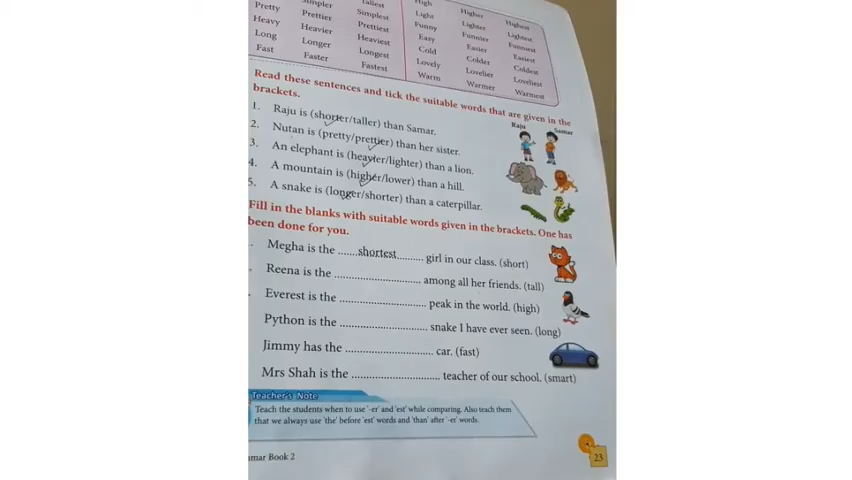 Simpler Tallest High Higher Highest
Pretty Prettier Simplest Light Lighter Lightest
Heavy Heavier Prettiest Funny Funnier Funniest
Long Longer Heaviest Easy Easier Easiest
Fast Faster Longest Cold Colder Coldest
Fastest Lovely Lovelier Loveliest
Warm Warmer Warmest
Read these sentences and tick the suitable words that are given in the
brackets.
1. Raju is (shorter/taller) than Samar.
2. Nutan is (pretty/prettier) than her sister.
3. An elephant is (heavier/lighter) than a lion.
4. A mountain is (higher/lower) than a hill.
5. A snake is (longer/shorter) than a caterpillar.
Raju Samar
Fill in the blanks with suitable words given in the brackets. One has
been done for you.
Megha is the ......shortest......... girl in our class. (short)
Reena is the ................................ among all her friends. (tall)
Everest is the ................................ peak in the world. (high)
Python is the ................................ snake I have ever seen. (long)
Jimmy has the ................................ car. (fast)
Mrs Shah is the ................................ teacher of our school. (smart)
Teacher's Note
Teach the students when to use '-er' and 'est' while comparing. Also teach them
that we always use 'the' before 'est' words and 'than' after '-er' words.
mar Book 2
23